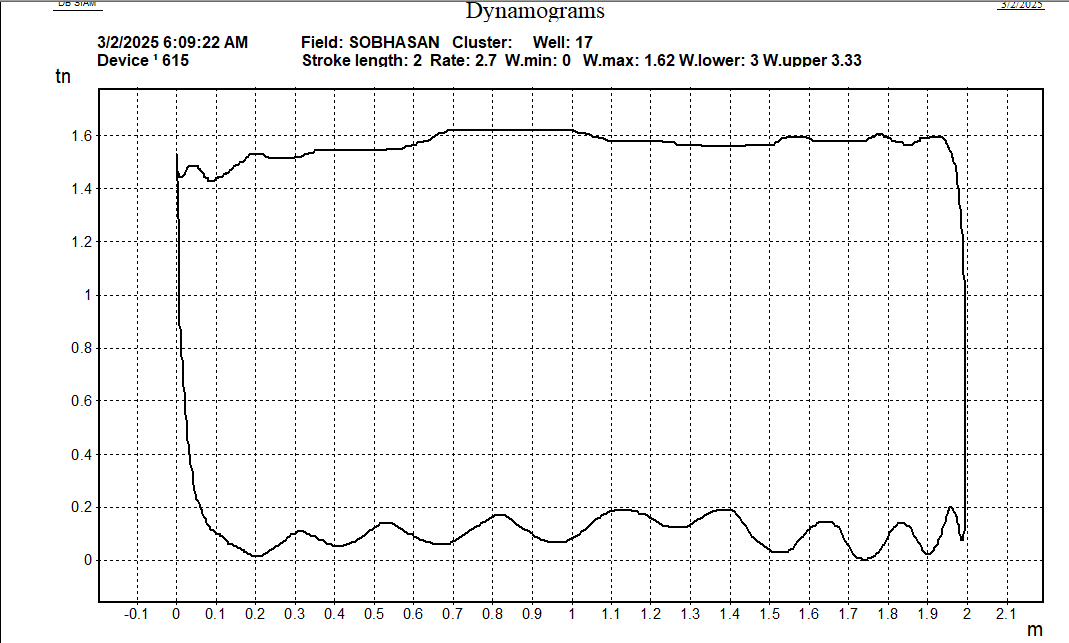 DB SIAM
Dynamograms
3/2/2025
3/2/2025 6:09:22 AM Field: SOBHASAN Cluster: Well: 17
Device ¹ 615 Stroke length: 2 Rate: 2.7 W.min: 0 W.max: 1.62 W.lower: 3 W.upper 3.33
tn
1.6
1.4
1.2
1
0.8
0.6
0.4
0.2
0
-0.1 0 0.1 0.2 0.3 0.4 0.5 0.6 0.7 0.8 0.9 1 1.1 1.2 1.3 1.4 1.5 1.6 1.7 1.8 1.9 2 2.1
m